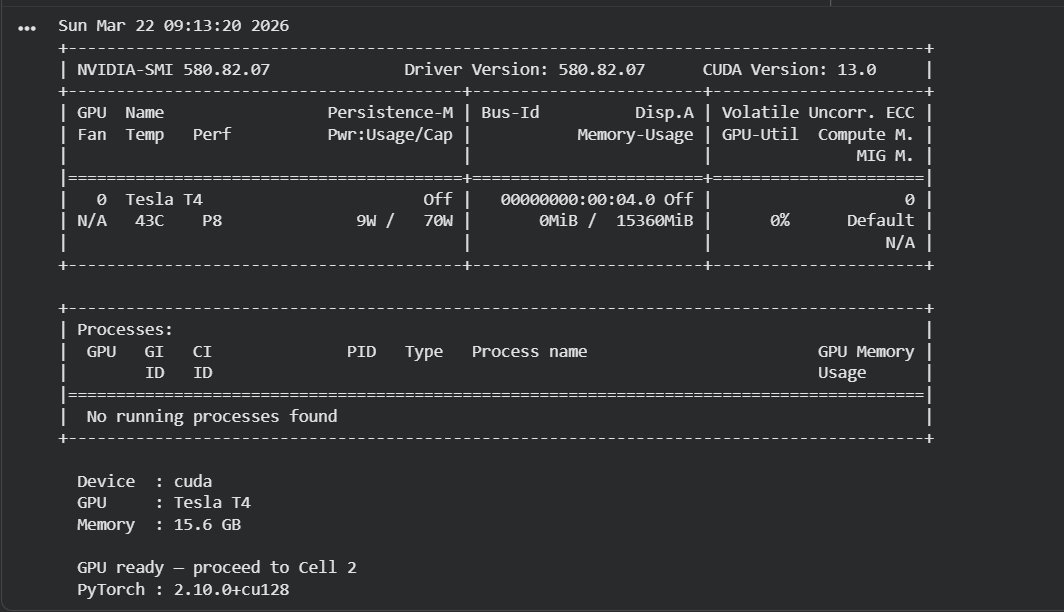 Sun Mar 22 09:13:20 2026
+-----------------------------------------------------------------------------------------+
| NVIDIA-SMI 580.82.07              Driver Version: 580.82.07      CUDA Version: 13.0     |
+-----------------------------------------+------------------------+----------------------+
| GPU  Name                 Persistence-M | Bus-Id          Disp.A | Volatile Uncorr. ECC |
| Fan  Temp   Perf          Pwr:Usage/Cap |           Memory-Usage | GPU-Util  Compute M. |
|                                         |                        |               MIG M. |
|=========================================+========================+======================|
|   0  Tesla T4                       Off |   00000000:00:04.0 Off |                    0 |
| N/A   43C    P8              9W /   70W |       0MiB /  15360MiB |      0%      Default |
|                                         |                        |                  N/A |
+-----------------------------------------+------------------------+----------------------+

+-----------------------------------------------------------------------------------------+
| Processes:                                                                              |
|  GPU   GI   CI              PID   Type   Process name                        GPU Memory |
|        ID   ID                                                               Usage      |
|=========================================================================================|
|  No running processes found                                                             |
+-----------------------------------------------------------------------------------------+

  Device  : cuda
  GPU     : Tesla T4
  Memory  : 15.6 GB

  GPU ready — proceed to Cell 2
  PyTorch : 2.10.0+cu128